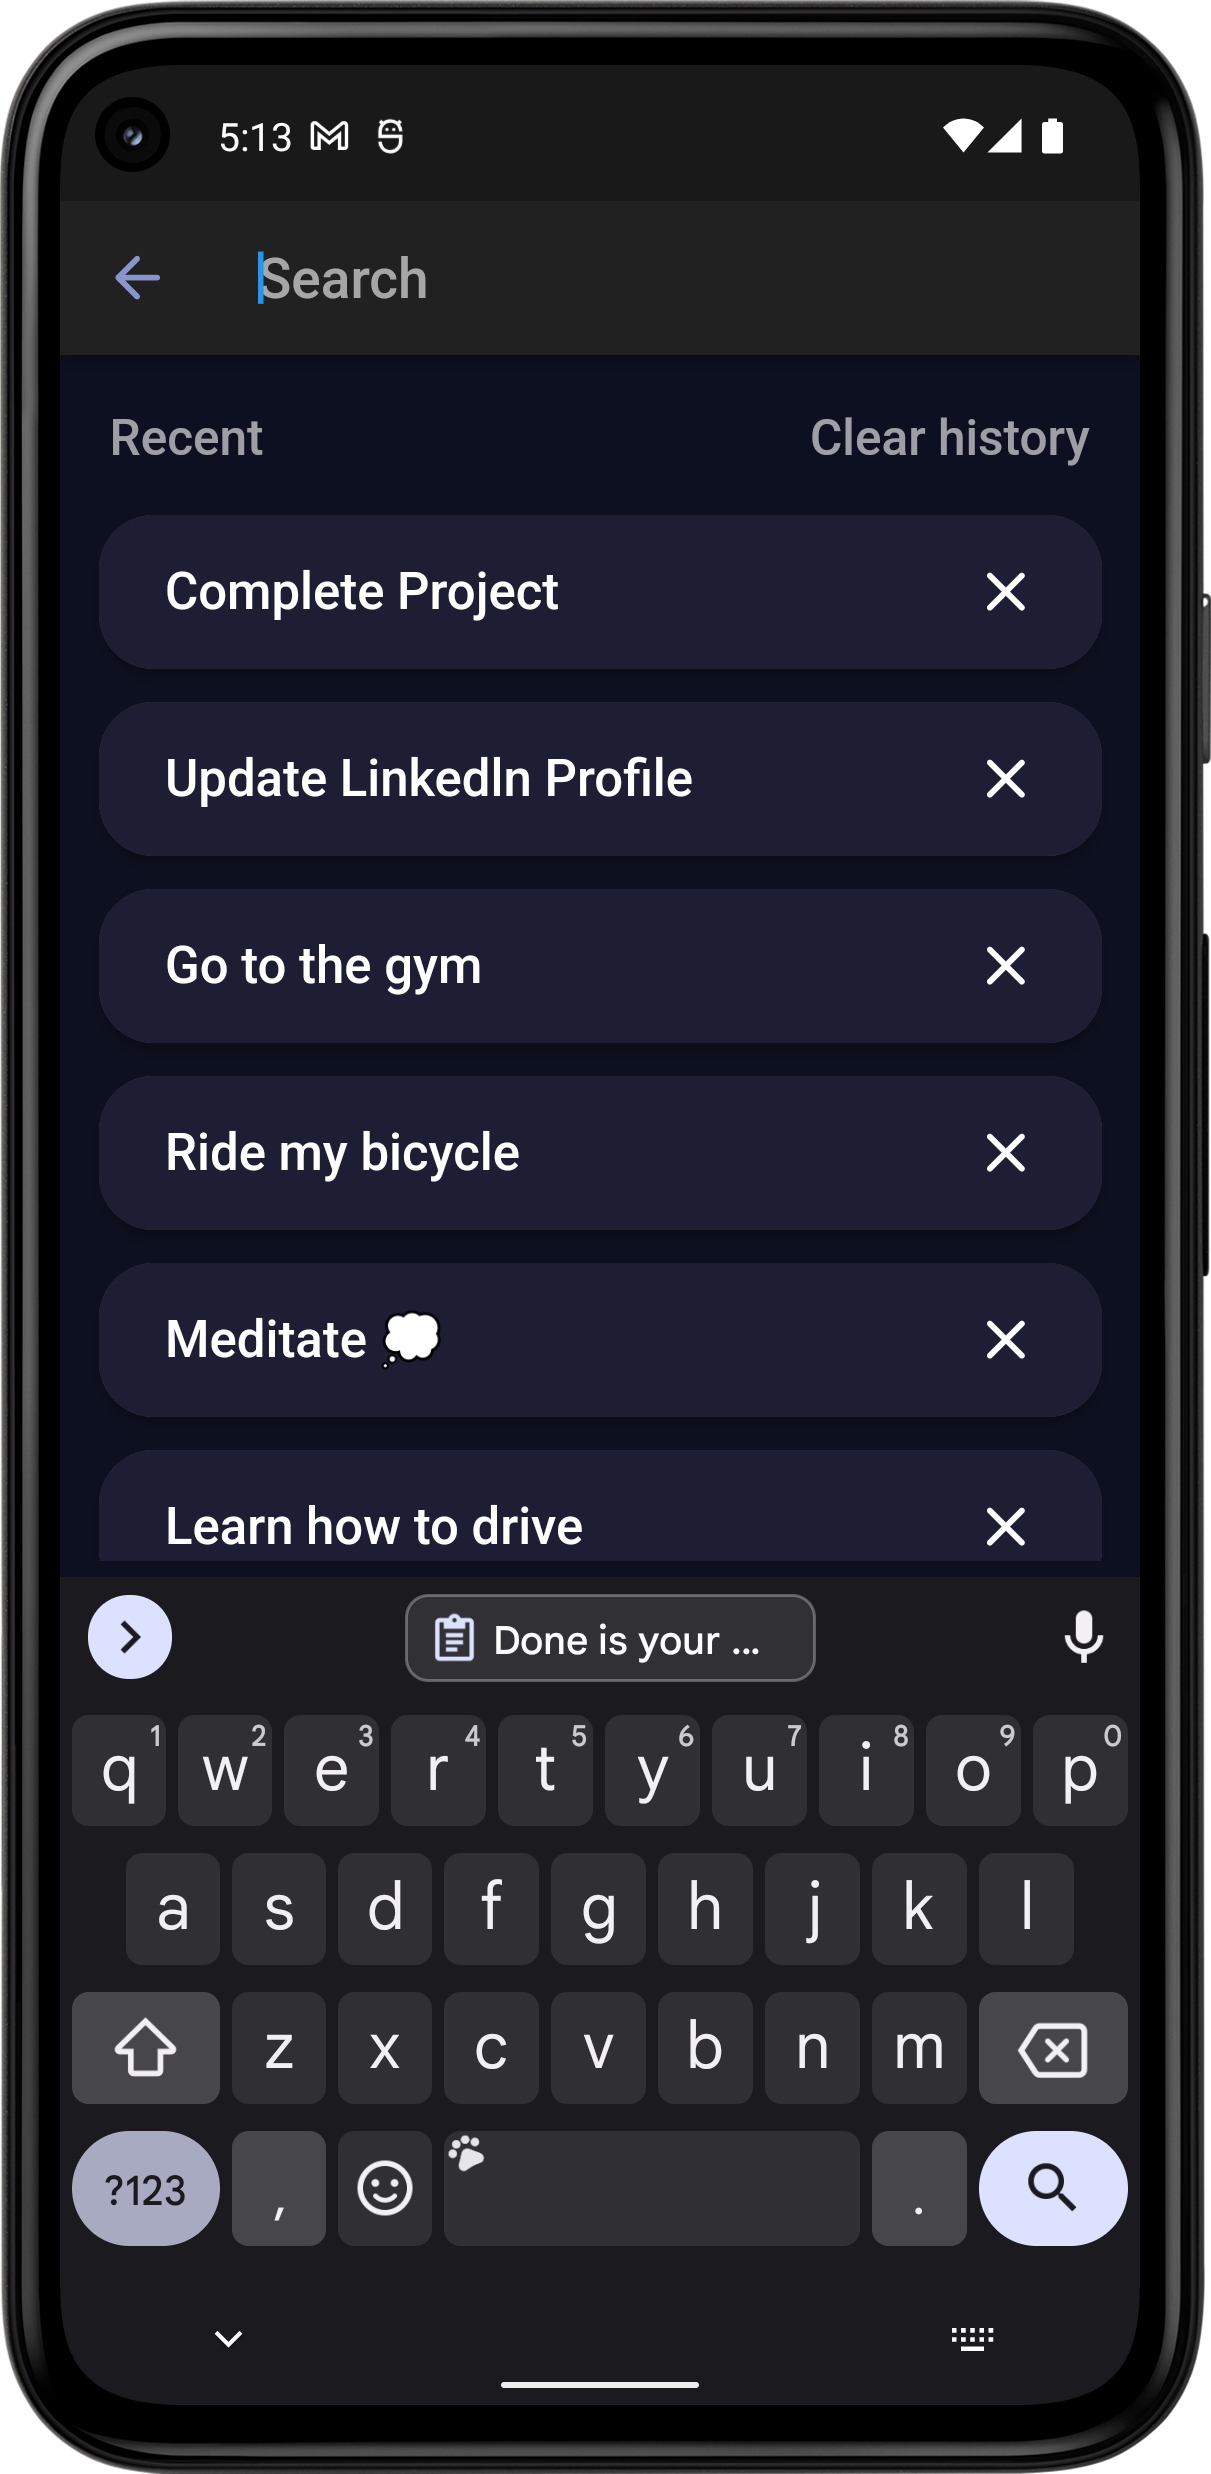 5:13
Search
Recent Clear history
Complete Project
Update LinkedIn Profile
Go to the gym
Ride my bicycle
Meditate 💭
Learn how to drive
Done is your ...
q 1 w 2 e 3 r 4 t 5 y 6 u 7 i 8 o 9 p 0
a s d f g h j k l
z x c v b n m
?123 , .